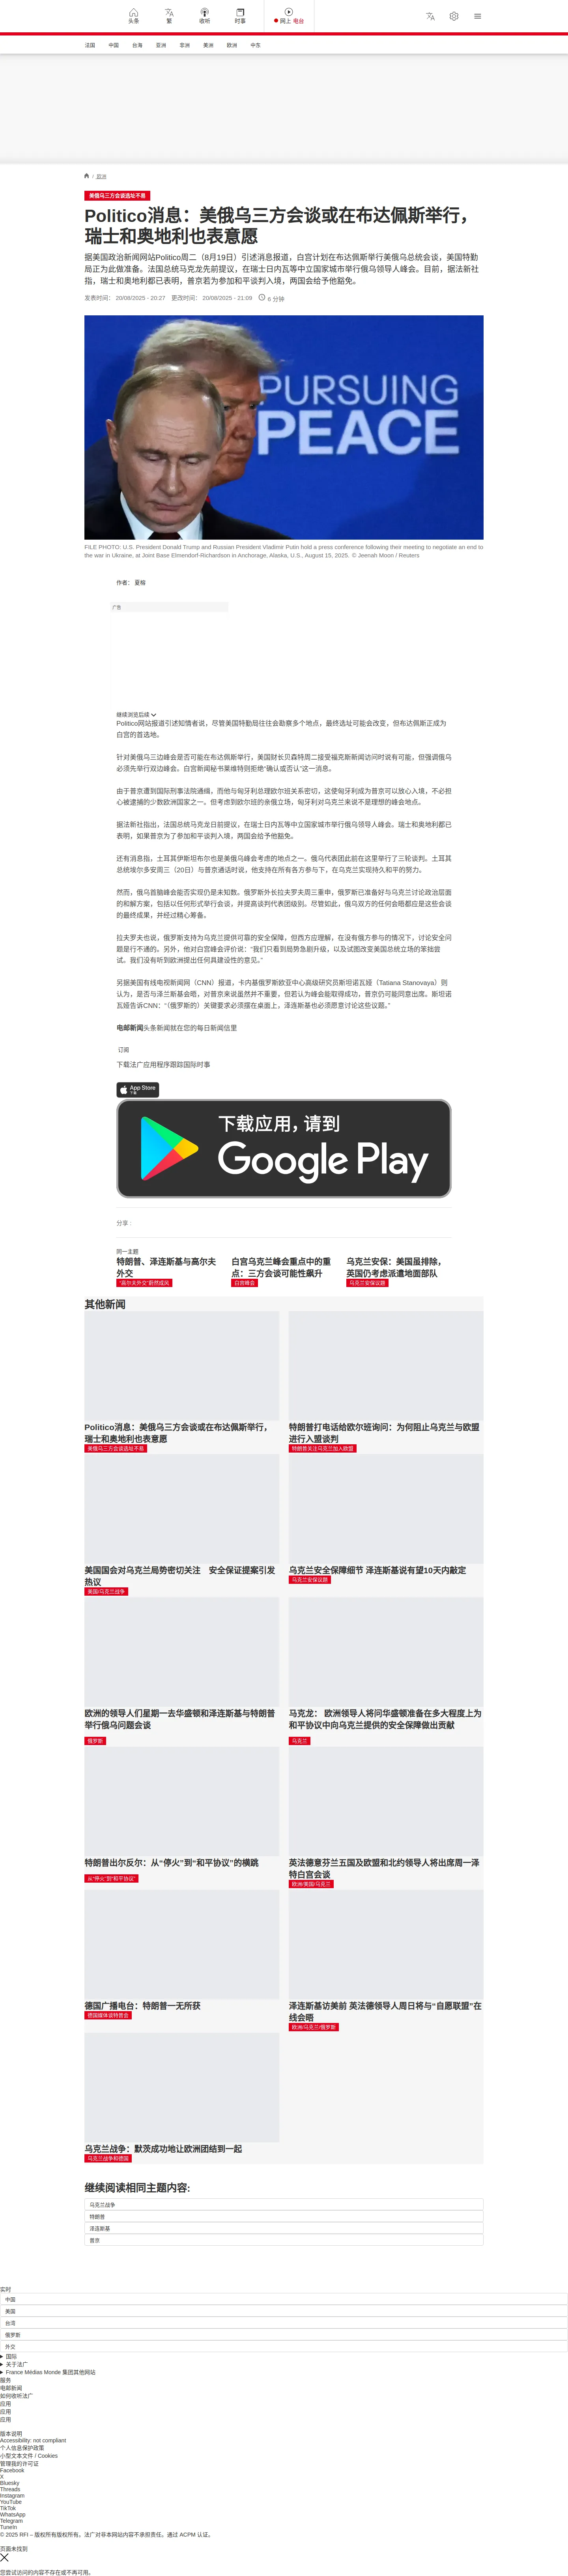 头条
繁
收听
时事
网上 电台
法国
中国
台海
亚洲
非洲
美洲
欧洲
中东
/ 欧洲
美俄乌三方会谈选址不易
Politico消息：美俄乌三方会谈或在布达佩斯举行，
瑞士和奥地利也表意愿
据美国政治新闻网站Politico周二（8月19日）引述消息报道，白宫计划在布达佩斯举行美俄乌总统会谈，美国特勤
局正为此做准备。法国总统马克龙先前提议，在瑞士日内瓦等中立国家城市举行俄乌领导人峰会。目前，据法新社
指，瑞士和奥地利都已表明，普京若为参加和平谈判入境，两国会给予他豁免。
发表时间： 20/08/2025 - 20:27 更改时间： 20/08/2025 - 21:09 6 分钟
PURSUING
PEACE
FILE PHOTO: U.S. President Donald Trump and Russian President Vladimir Putin hold a press conference following their meeting to negotiate an end to
the war in Ukraine, at Joint Base Elmendorf-Richardson in Anchorage, Alaska, U.S., August 15, 2025. © Jeenah Moon / Reuters
作者： 夏榕
广告
继续浏览后续
Politico网站报道引述知情者说，尽管美国特勤局往往会勘察多个地点，最终选址可能会改变，但布达佩斯正成为
白宫的首选地。
针对美俄乌三边峰会是否可能在布达佩斯举行，美国财长贝森特周二接受福克斯新闻访问时说有可能，但强调俄乌
必须先举行双边峰会。白宫新闻秘书莱维特则拒绝“确认或否认”这一消息。
由于普京遭到国际刑事法院通缉，而他与匈牙利总理欧尔班关系密切，这使匈牙利成为普京可以放心入境，不必担
心被逮捕的少数欧洲国家之一。但考虑到欧尔班的亲俄立场，匈牙利对乌克兰来说不是理想的峰会地点。
据法新社指出，法国总统马克龙日前提议，在瑞士日内瓦等中立国家城市举行俄乌领导人峰会。瑞士和奥地利都已
表明，如果普京为了参加和平谈判入境，两国会给予他豁免。
还有消息指，土耳其伊斯坦布尔也是美俄乌峰会考虑的地点之一。俄乌代表团此前在这里举行了三轮谈判。土耳其
总统埃尔多安周三（20日）与普京通话时说，他支持在所有各方参与下，在乌克兰实现持久和平的努力。
然而，俄乌首脑峰会能否实现仍是未知数。俄罗斯外长拉夫罗夫周三重申，俄罗斯已准备好与乌克兰讨论政治层面
的和解方案，包括以任何形式举行会谈，并提高谈判代表团级别。尽管如此，俄乌双方的任何会晤都应是这些会谈
的最终成果，并经过精心筹备。
拉夫罗夫也说，俄罗斯支持为乌克兰提供可靠的安全保障，但西方应理解，在没有俄方参与的情况下，讨论安全问
题是行不通的。另外，他对白宫峰会评价说：“我们只看到局势急剧升级，以及试图改变美国总统立场的笨拙尝
试。我们没有听到欧洲提出任何具建设性的意见。”
另据美国有线电视新闻网（CNN）报道，卡内基俄罗斯欧亚中心高级研究员斯坦诺瓦娅（Tatiana Stanovaya）则
认为，是否与泽兰斯基会晤，对普京来说虽然并不重要，但若认为峰会能取得成功，普京仍可能同意出席。斯坦诺
瓦娅告诉CNN：“（俄罗斯的）关键要求必须摆在桌面上，泽连斯基也必须愿意讨论这些议题。”
电邮新闻头条新闻就在您的每日新闻信里
订阅
下载法广应用程序跟踪国际时事
App Store
下载
下载应用，请到
Google Play
分享 :
同一主题
特朗普、泽连斯基与高尔夫
外交
“高尔夫外交”蔚然成风
白宫乌克兰峰会重点中的重
点：三方会谈可能性飙升
白宫峰会
乌克兰安保：美国虽排除，
英国仍考虑派遣地面部队
乌克兰安保议题
其他新闻
Politico消息：美俄乌三方会谈或在布达佩斯举行，
瑞士和奥地利也表意愿
美俄乌三方会谈选址不易
特朗普打电话给欧尔班询问：为何阻止乌克兰与欧盟
进行入盟谈判
特朗普关注乌克兰加入欧盟
美国国会对乌克兰局势密切关注 安全保证提案引发
热议
美国/乌克兰战争
乌克兰安全保障细节 泽连斯基说有望10天内敲定
乌克兰安保议题
欧洲的领导人们星期一去华盛顿和泽连斯基与特朗普
举行俄乌问题会谈
俄罗斯
马克龙： 欧洲领导人将问华盛顿准备在多大程度上为
和平协议中向乌克兰提供的安全保障做出贡献
乌克兰
特朗普出尔反尔：从“停火”到“和平协议”的横跳
从“停火”到“和平协议”
英法德意芬兰五国及欧盟和北约领导人将出席周一泽
特白宫会谈
欧洲/美国/乌克兰
德国广播电台：特朗普一无所获
德国媒体谈特普会
泽连斯基访美前 英法德领导人周日将与“自愿联盟”在
线会晤
欧洲/乌克兰/俄罗斯
乌克兰战争：默茨成功地让欧洲团结到一起
乌克兰战争和德国
继续阅读相同主题内容:
乌克兰战争
特朗普
泽连斯基
普京
实时
中国
美国
台湾
俄罗斯
外交
国际
关于法广
France Médias Monde 集团其他网站
服务
电邮新闻
如何收听法广
应用
应用
应用
版本说明
Accessibility: not compliant
个人信息保护政策
小型文本文件 / Cookies
管理我的许可证
Facebook
X
Bluesky
Threads
Instagram
YouTube
TikTok
WhatsApp
Telegram
TuneIn
© 2025 RFI – 版权所有版权所有。法广对非本网站内容不承担责任。通过 ACPM 认证。
页面未找到
您尝试访问的内容不存在或不再可用。